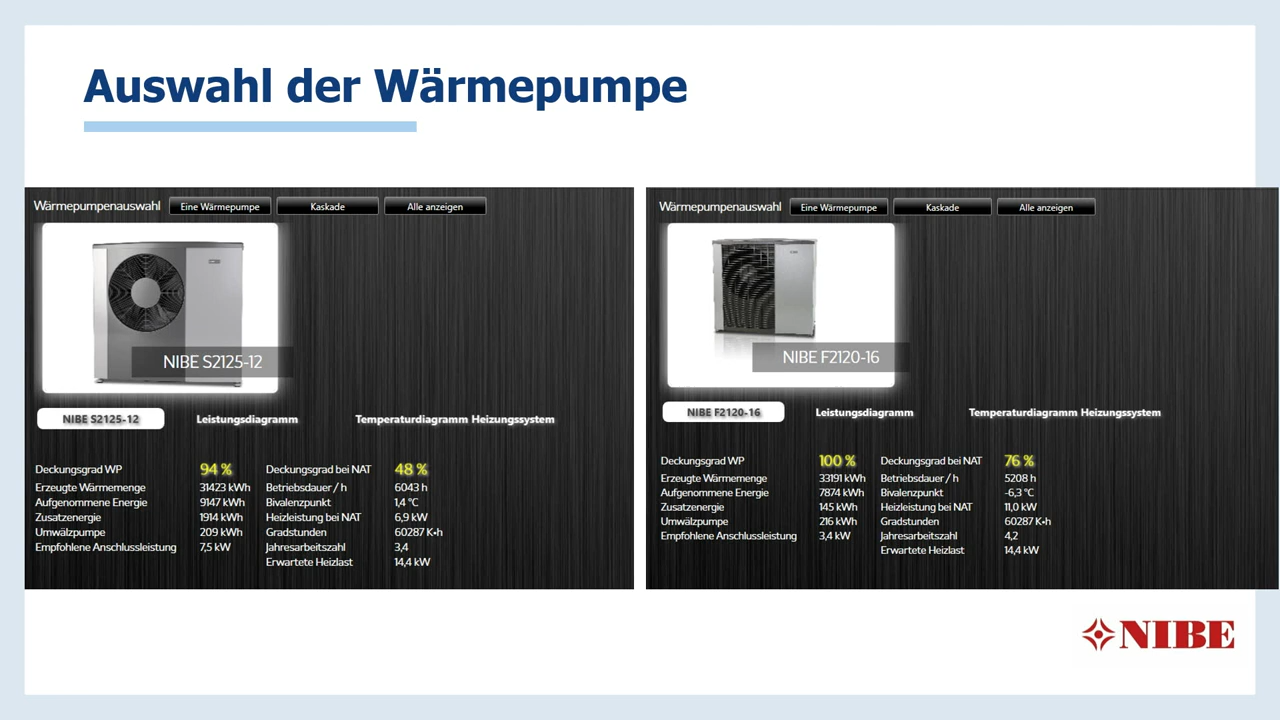 Auswahl der Wärmepumpe
Wärmepumpenauswahl Eine Wärmepumpe Kaskade Alle anzeigen
NIBE S2125-12
NIBE S2125-12 Leistungsdiagramm Temperaturdiagramm Heizungssystem
Deckungsgrad WP 94 % Deckungsgrad bei NAT 48 %
Erzeugte Wärmemenge 31423 kWh Betriebsdauer / h 6043 h
Aufgenommene Energie 9147 kWh Bivalenzpunkt 1,4 °C
Zusatzenergie 1914 kWh Heizleistung bei NAT 6,9 kW
Umwälzpumpe 209 kWh Gradstunden 60287 K•h
Empfohlene Anschlussleistung 7,5 kW Jahresarbeitszahl 3,4
Erwartete Heizlast 14,4 kW
Wärmepumpenauswahl Eine Wärmepumpe Kaskade Alle anzeigen
NIBE F2120-16
NIBE F2120-16 Leistungsdiagramm Temperaturdiagramm Heizungssystem
Deckungsgrad WP 100 % Deckungsgrad bei NAT 76 %
Erzeugte Wärmemenge 33191 kWh Betriebsdauer / h 5208 h
Aufgenommene Energie 7874 kWh Bivalenzpunkt -6,3 °C
Zusatzenergie 145 kWh Heizleistung bei NAT 11,0 kW
Umwälzpumpe 216 kWh Gradstunden 60287 K•h
Empfohlene Anschlussleistung 3,4 kW Jahresarbeitszahl 4,2
Erwartete Heizlast 14,4 kW
NIBE